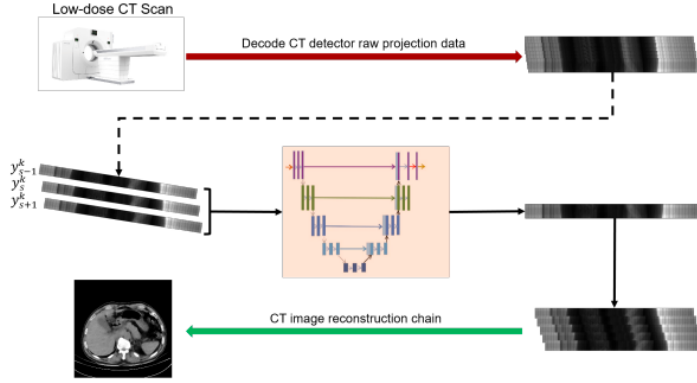 Low-dose CT Scan
Decode CT detector raw projection data
y^k_{s-1}
y^k_s
y^k_{s+1}
CT image reconstruction chain